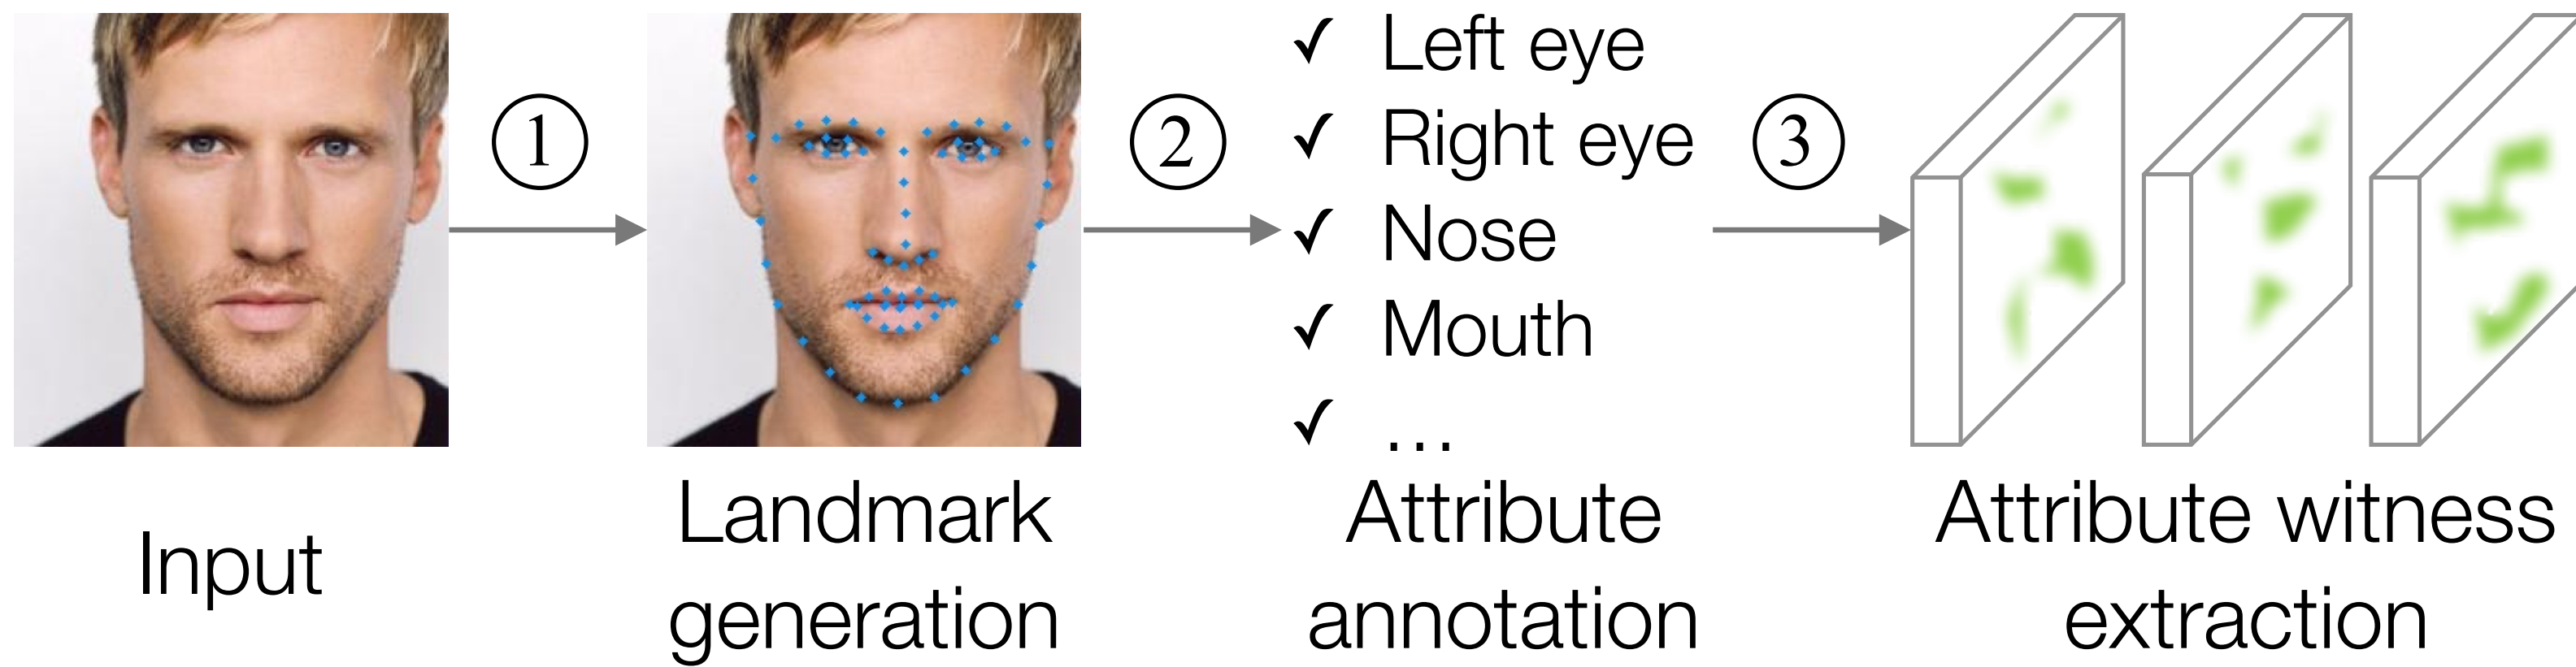 Input
①
Landmark
generation
②
✓ Left eye
✓ Right eye
✓ Nose
✓ Mouth
✓ ...
Attribute
annotation
③
Attribute witness
extraction